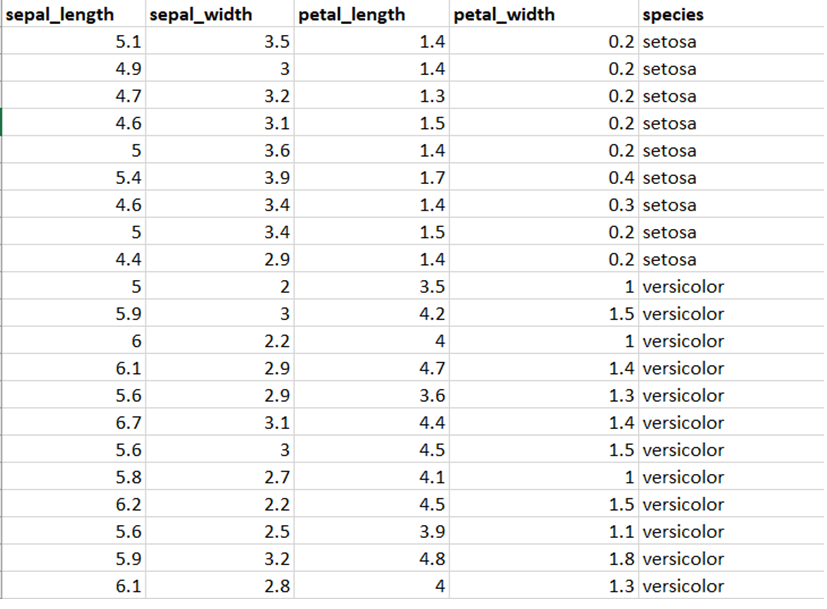 sepal_length sepal_width petal_length petal_width species
5.1 3.5 1.4 0.2 setosa
4.9 3 1.4 0.2 setosa
4.7 3.2 1.3 0.2 setosa
4.6 3.1 1.5 0.2 setosa
5 3.6 1.4 0.2 setosa
5.4 3.9 1.7 0.4 setosa
4.6 3.4 1.4 0.3 setosa
5 3.4 1.5 0.2 setosa
4.4 2.9 1.4 0.2 setosa
5 2 3.5 1 versicolor
5.9 3 4.2 1.5 versicolor
6 2.2 4 1 versicolor
6.1 2.9 4.7 1.4 versicolor
5.6 2.9 3.6 1.3 versicolor
6.7 3.1 4.4 1.4 versicolor
5.6 3 4.5 1.5 versicolor
5.8 2.7 4.1 1 versicolor
6.2 2.2 4.5 1.5 versicolor
5.6 2.5 3.9 1.1 versicolor
5.9 3.2 4.8 1.8 versicolor
6.1 2.8 4 1.3 versicolor